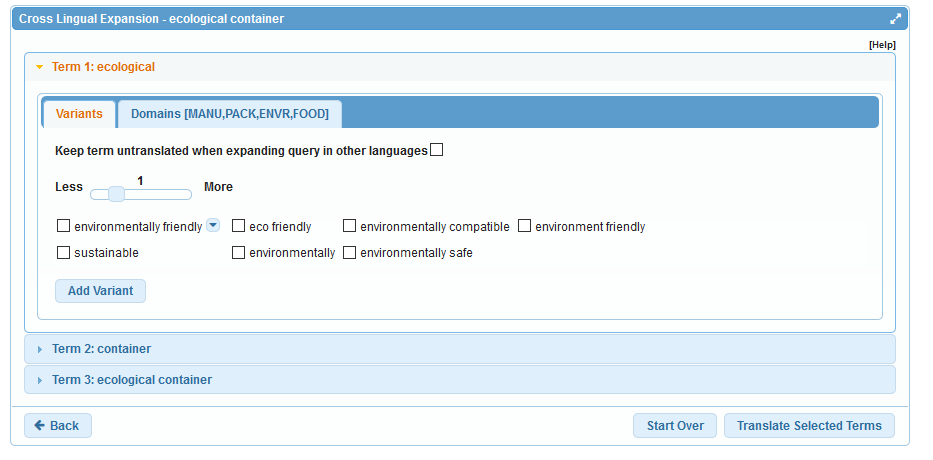 Cross Lingual Expansion - ecological container
[Help]
Term 1: ecological
Variants Domains [MANU,PACK,ENVR,FOOD]
Keep term untranslated when expanding query in other languages
1
Less More
environmentally friendly eco friendly environmentally compatible environment friendly
sustainable environmentally environmentally safe
Add Variant
Term 2: container
Term 3: ecological container
Back Start Over Translate Selected Terms